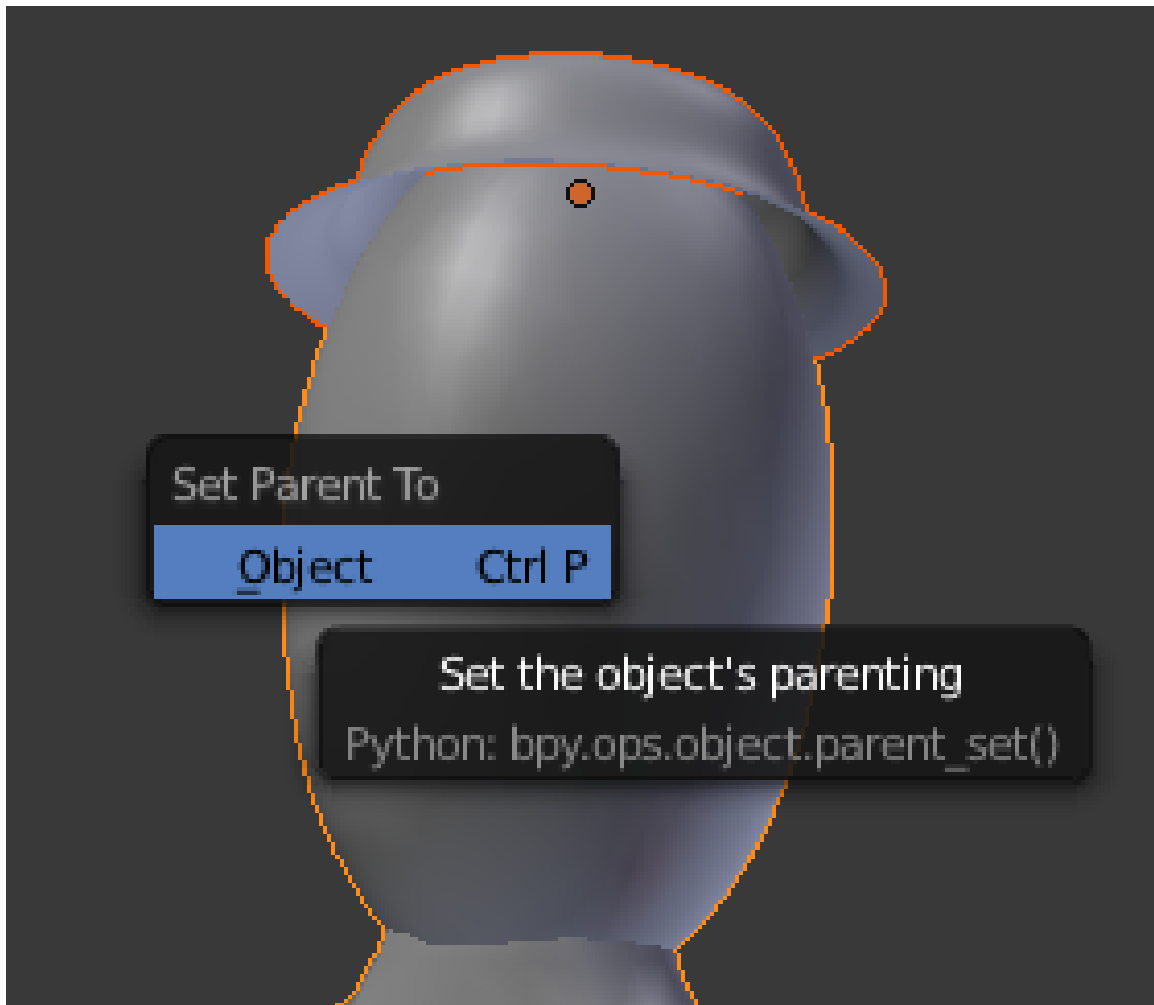 Set Parent To
Object Ctrl P
Set the object's parenting
Python: bpy.ops.object.parent_set()